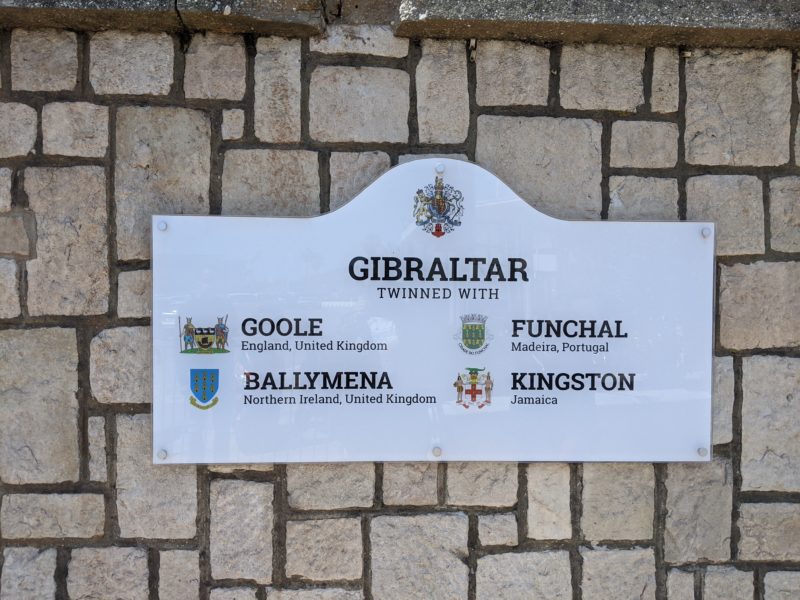 GIBRALTAR
TWINNED WITH
GOOLE
England, United Kingdom
BALLYMENA
Northern Ireland, United Kingdom
FUNCHAL
Madeira, Portugal
KINGSTON
Jamaica